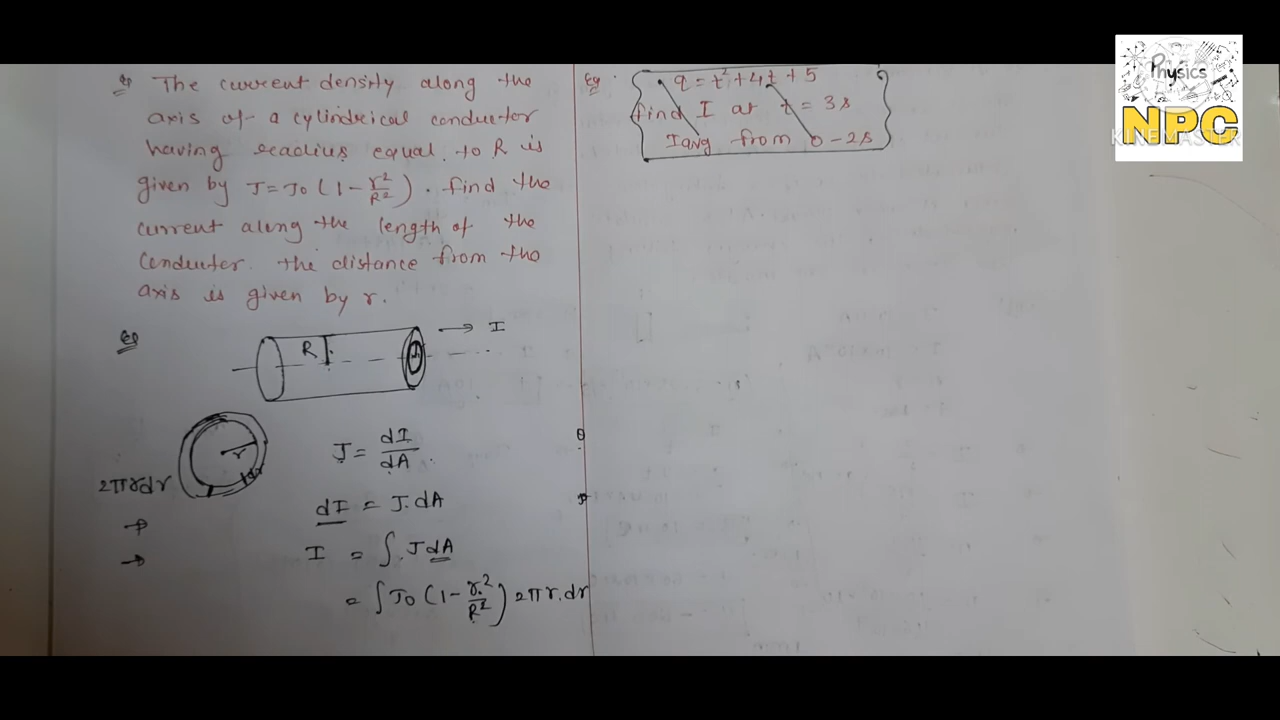 Q The current density along the
axis of a cylindrical conductor
having radius equal to R is
given by J = J0 (1 - r²/R²). find the
current along the length of the
Conductor. the distance from the
axis is given by r.
R
I
r
dr
2πrdr
J = dI/dA
dI = J.dA
I = ∫ J dA
= ∫ J0 (1 - r²/R²) 2πr.dr
Eg.
q = t² + 4t + 5
find I at t = 3s
Iavg from 0 - 2s
Physics
NPC
KINEMASTER